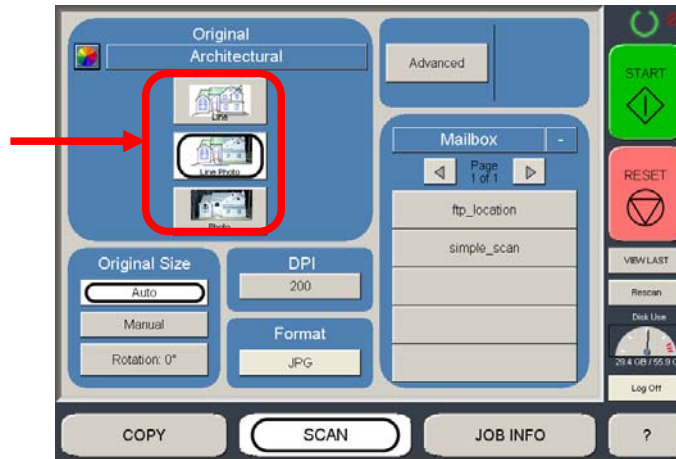 Original
Architectural
Line
Line Photo
Photo
Advanced
Mailbox -
Page
1 of 1
ftp_location
simple_scan
Original Size
Auto
Manual
Rotation: 0°
DPI
200
Format
JPG
START
RESET
VIEW LAST
Rescan
Disk Use
Log Off
COPY
SCAN
JOB INFO
?